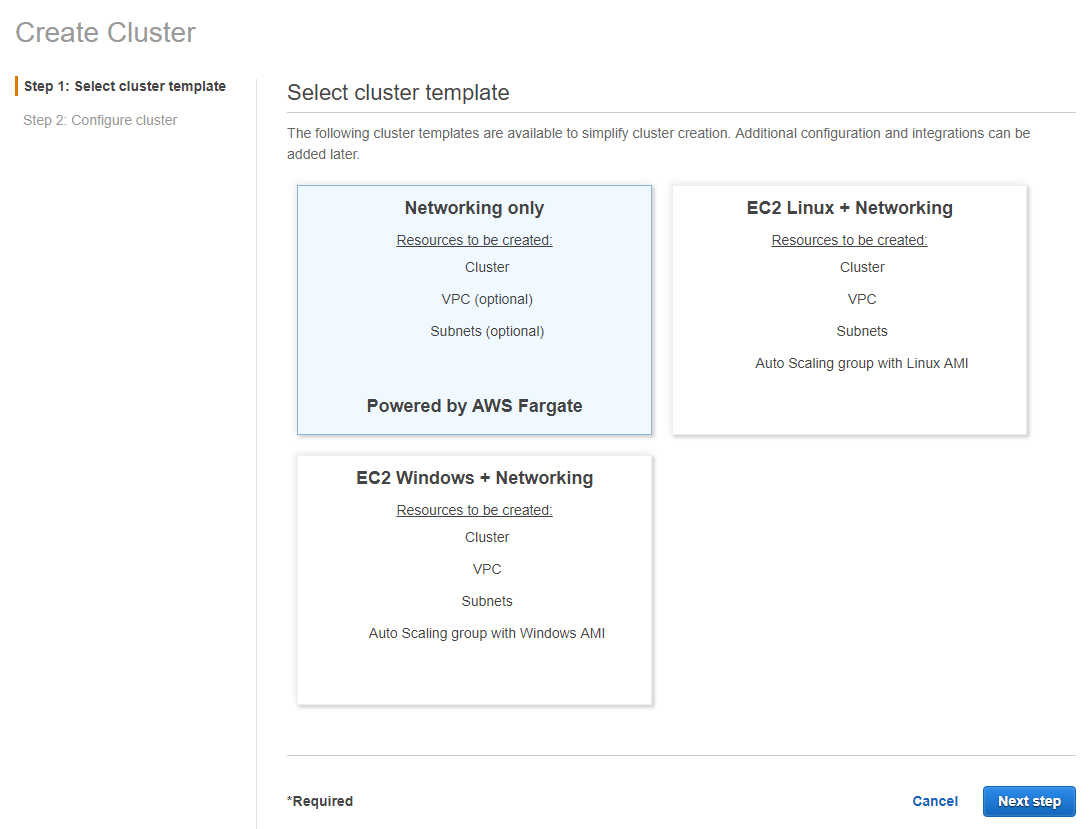 Create Cluster
Step 1: Select cluster template
Step 2: Configure cluster
Select cluster template
The following cluster templates are available to simplify cluster creation. Additional configuration and integrations can be
added later.
Networking only
Resources to be created:
Cluster
VPC (optional)
Subnets (optional)
Powered by AWS Fargate
EC2 Linux + Networking
Resources to be created:
Cluster
VPC
Subnets
Auto Scaling group with Linux AMI
EC2 Windows + Networking
Resources to be created:
Cluster
VPC
Subnets
Auto Scaling group with Windows AMI
*Required
Cancel
Next step